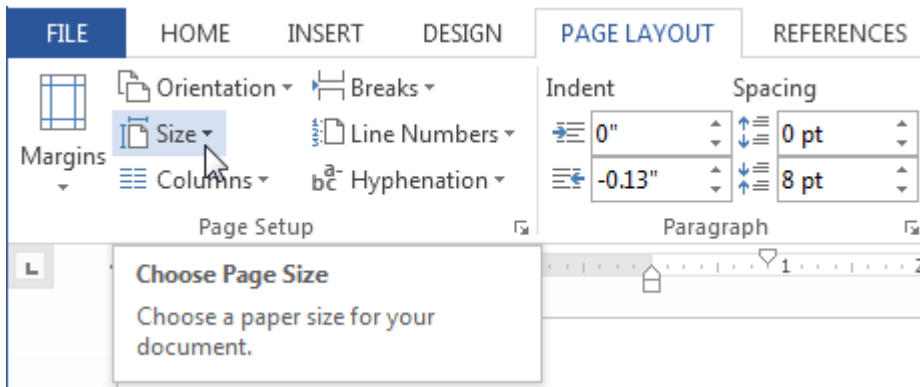 FILE HOME INSERT DESIGN PAGE LAYOUT REFERENCES
Orientation Breaks Indent Spacing
Size Line Numbers 0" 0 pt
Margins
Columns Hyphenation -0.13" 8 pt
Page Setup Paragraph
L 1 2
Choose Page Size
Choose a paper size for your
document.